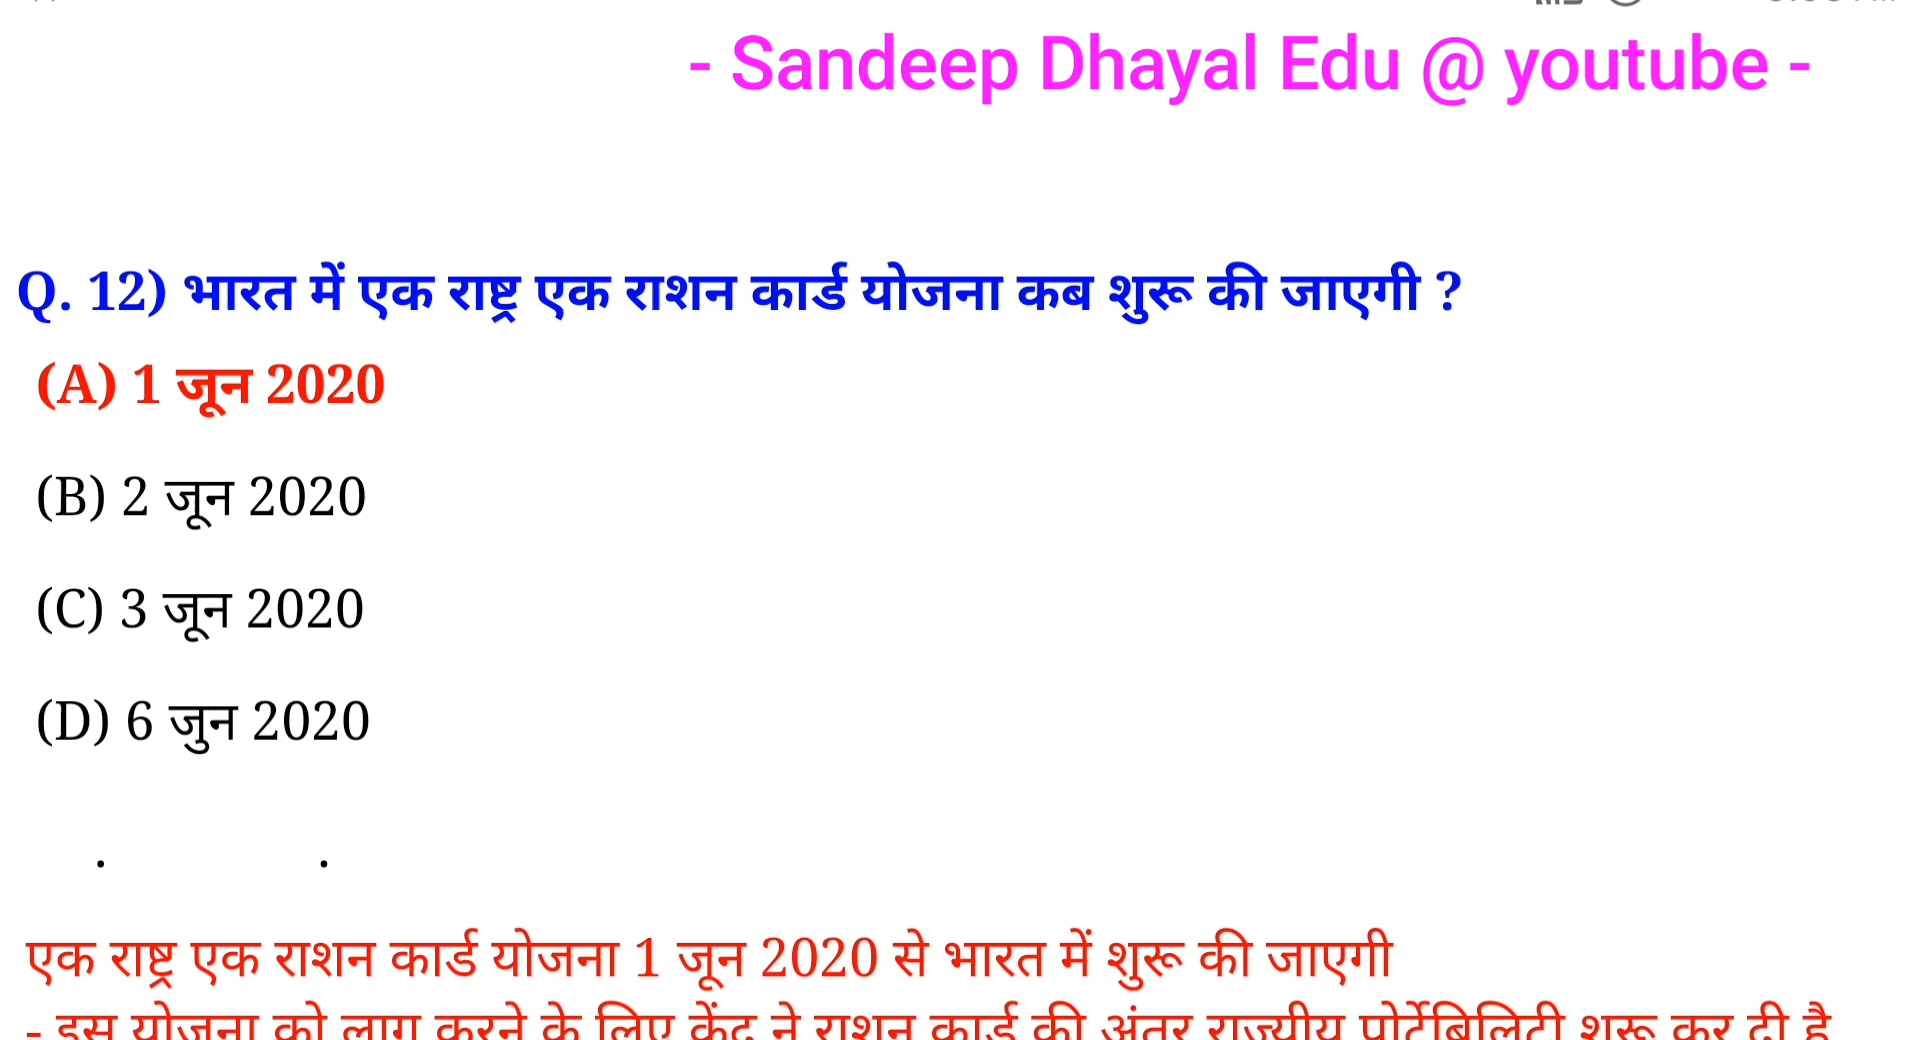 - Sandeep Dhayal Edu @ youtube -
Q. 12) भारत में एक राष्ट्र एक राशन कार्ड योजना कब शुरू की जाएगी ?
(A) 1 जून 2020
(B) 2 जून 2020
(C) 3 जून 2020
(D) 6 जुन 2020
. .
एक राष्ट्र एक राशन कार्ड योजना 1 जून 2020 से भारत में शुरू की जाएगी
- इस योजना को लागू करने के लिए केंद्र ने राशन कार्ड की अंतर राज्यीय पोर्टेबिलिटी शुरू कर दी है